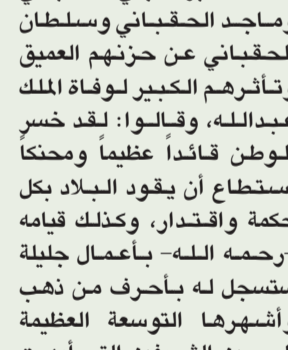 وماجد الحقباني وسلطان
الحقباني عن حزنهم العميق
وتأثرهم الكبير لوفاة الملك
عبدالله، وقالوا: لقد خسر
الوطن قائداً عظيماً ومحنكاً
استطاع أن يقود البلاد بكل
حكمة واقتدار، وكذلك قيامه
-رحمه الله- بأعمال جليلة
ستسجل له بأحرف من ذهب
وأشهرها التوسعة العظيمة